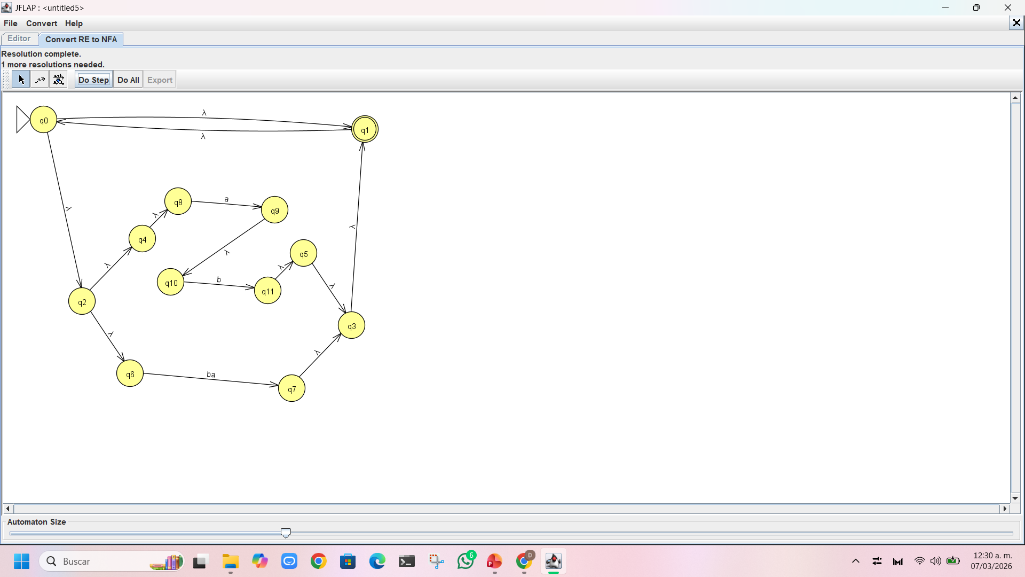 JFLAP : <untitled5>
File Convert Help
Editor Convert RE to NFA
Resolution complete.
1 more resolutions needed.
Do Step Do All Export
q0 λ q1
λ
λ
q8 a q9
λ
q4 λ q5
λ λ λ
q10 b q11 λ
q2
λ q3
λ
q6 ba q7
Automaton Size
Buscar
6
12:30 a. m.
07/03/2026